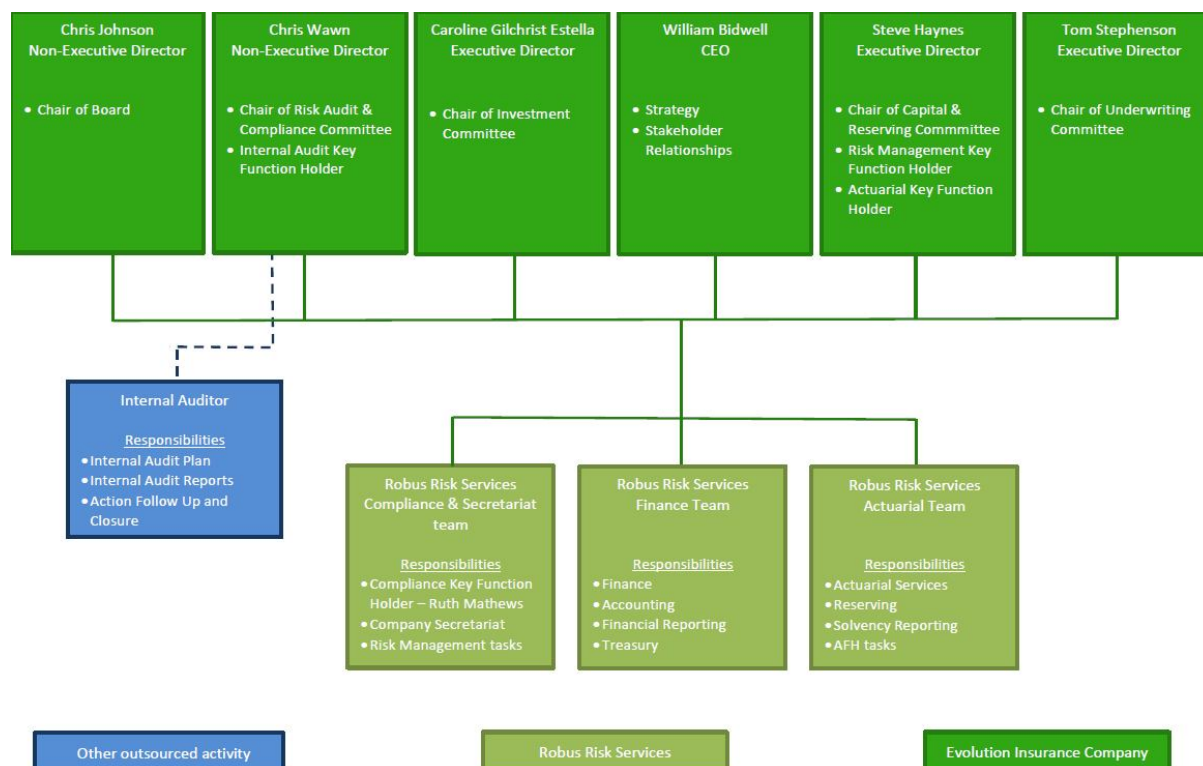 Chris Johnson
Non-Executive Director
• Chair of Board
Chris Wawn
Non-Executive Director
• Chair of Risk Audit &
Compliance Committee
• Internal Audit Key
Function Holder
Caroline Gilchrist Estella
Executive Director
• Chair of Investment
Committee
William Bidwell
CEO
• Strategy
• Stakeholder
Relationships
Steve Haynes
Executive Director
• Chair of Capital &
Reserving Commmittee
• Risk Management Key
Function Holder
• Actuarial Key Function
Holder
Tom Stephenson
Executive Director
• Chair of Underwriting
Committee
Internal Auditor
Responsibilities
• Internal Audit Plan
• Internal Audit Reports
• Action Follow Up and
Closure
Robus Risk Services
Compliance & Secretariat
team
Responsibilities
• Compliance Key Function
Holder – Ruth Mathews
• Company Secretariat
• Risk Management tasks
Robus Risk Services
Finance Team
Responsibilities
• Finance
• Accounting
• Financial Reporting
• Treasury
Robus Risk Services
Actuarial Team
Responsibilities
• Actuarial Services
• Reserving
• Solvency Reporting
• AFH tasks
Other outsourced activity
Robus Risk Services
Evolution Insurance Company